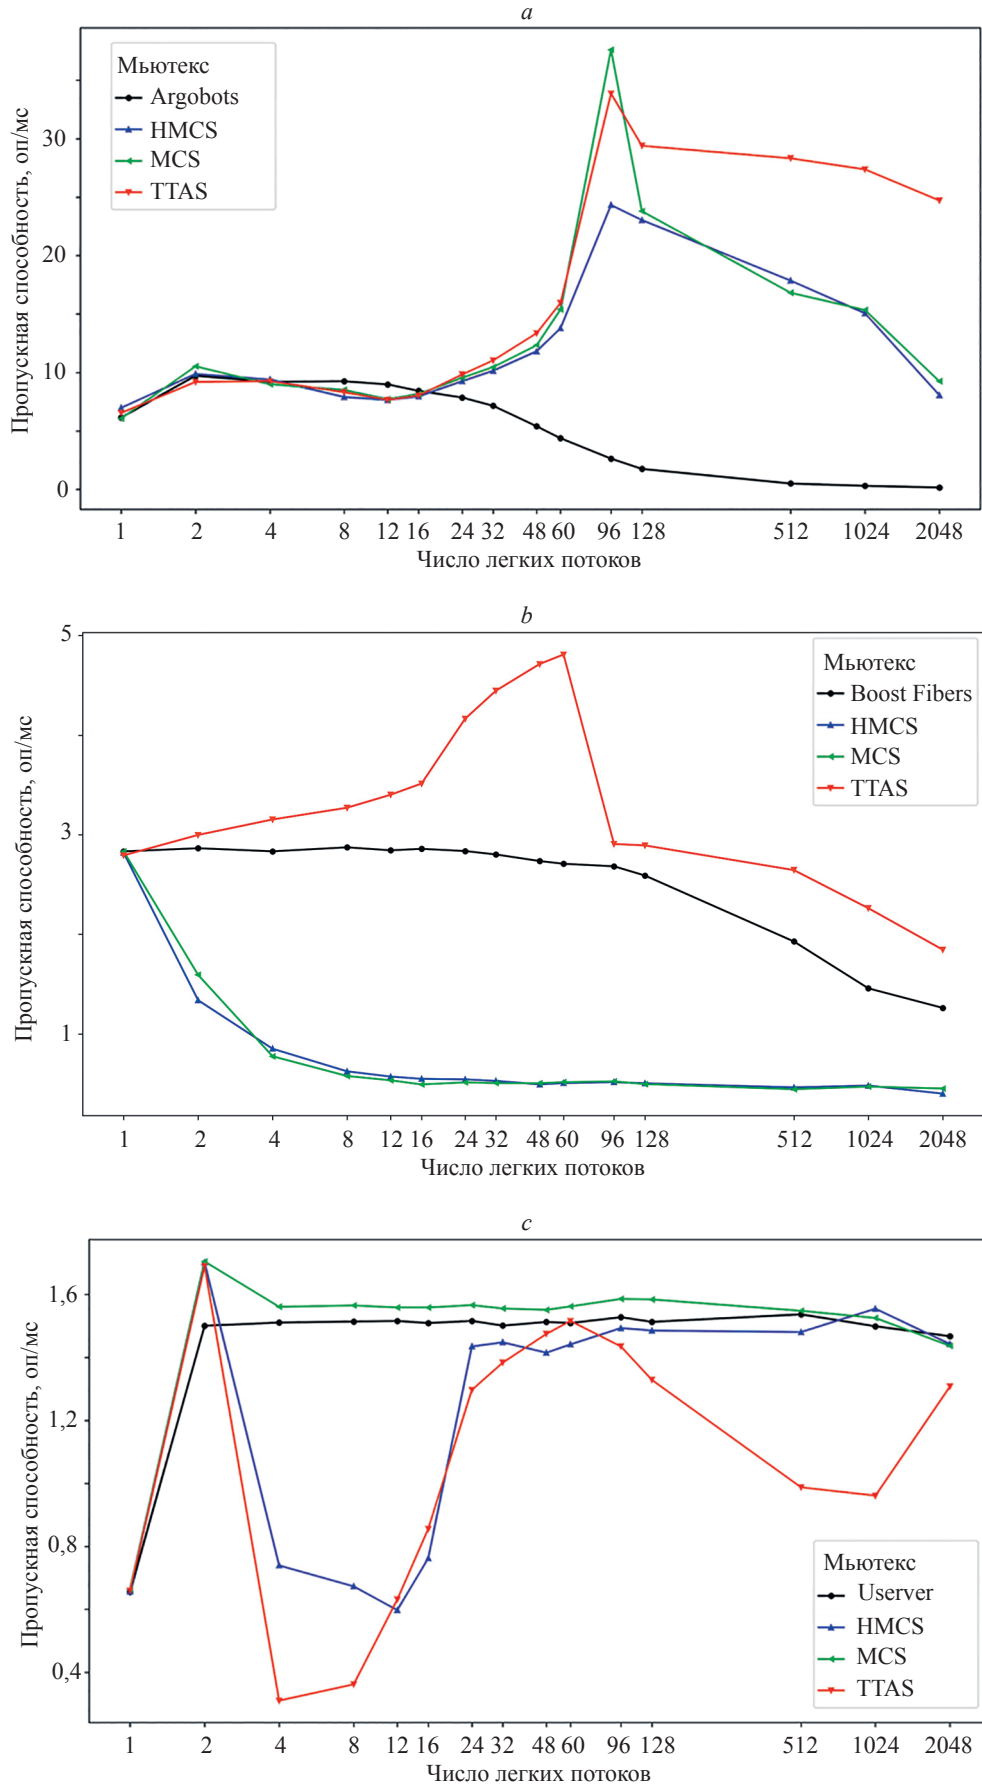 a
Пропускная способность, оп/мс
Мьютекс
Argobots
HMCS
MCS
TTAS
30
20
10
0
1 2 4 8 12 16 24 32 48 60 96 128 512 1024 2048
Число легких потоков
b
Пропускная способность, оп/мс
Мьютекс
Boost Fibers
HMCS
MCS
TTAS
5
3
1
1 2 4 8 12 16 24 32 48 60 96 128 512 1024 2048
Число легких потоков
c
Пропускная способность, оп/мс
1,6
1,2
0,8
0,4
Мьютекс
Userver
HMCS
MCS
TTAS
1 2 4 8 12 16 24 32 48 60 96 128 512 1024 2048
Число легких потоков